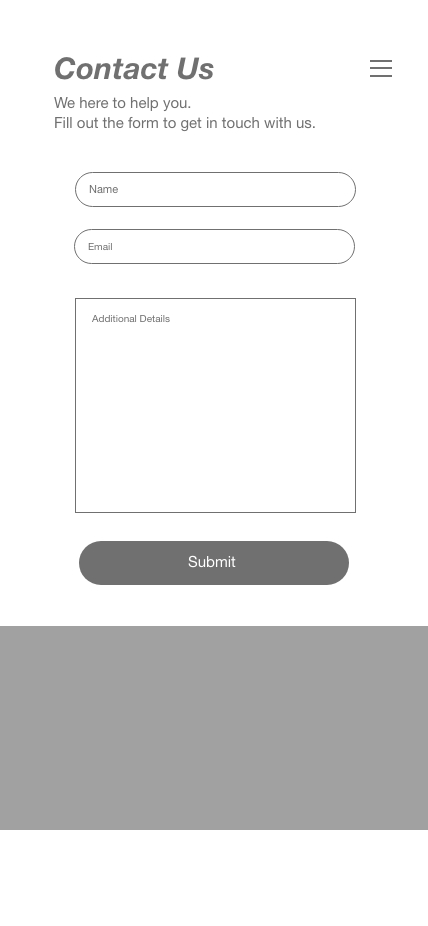 Contact Us
We here to help you.
Fill out the form to get in touch with us.
Name
Email
Additional Details
Submit